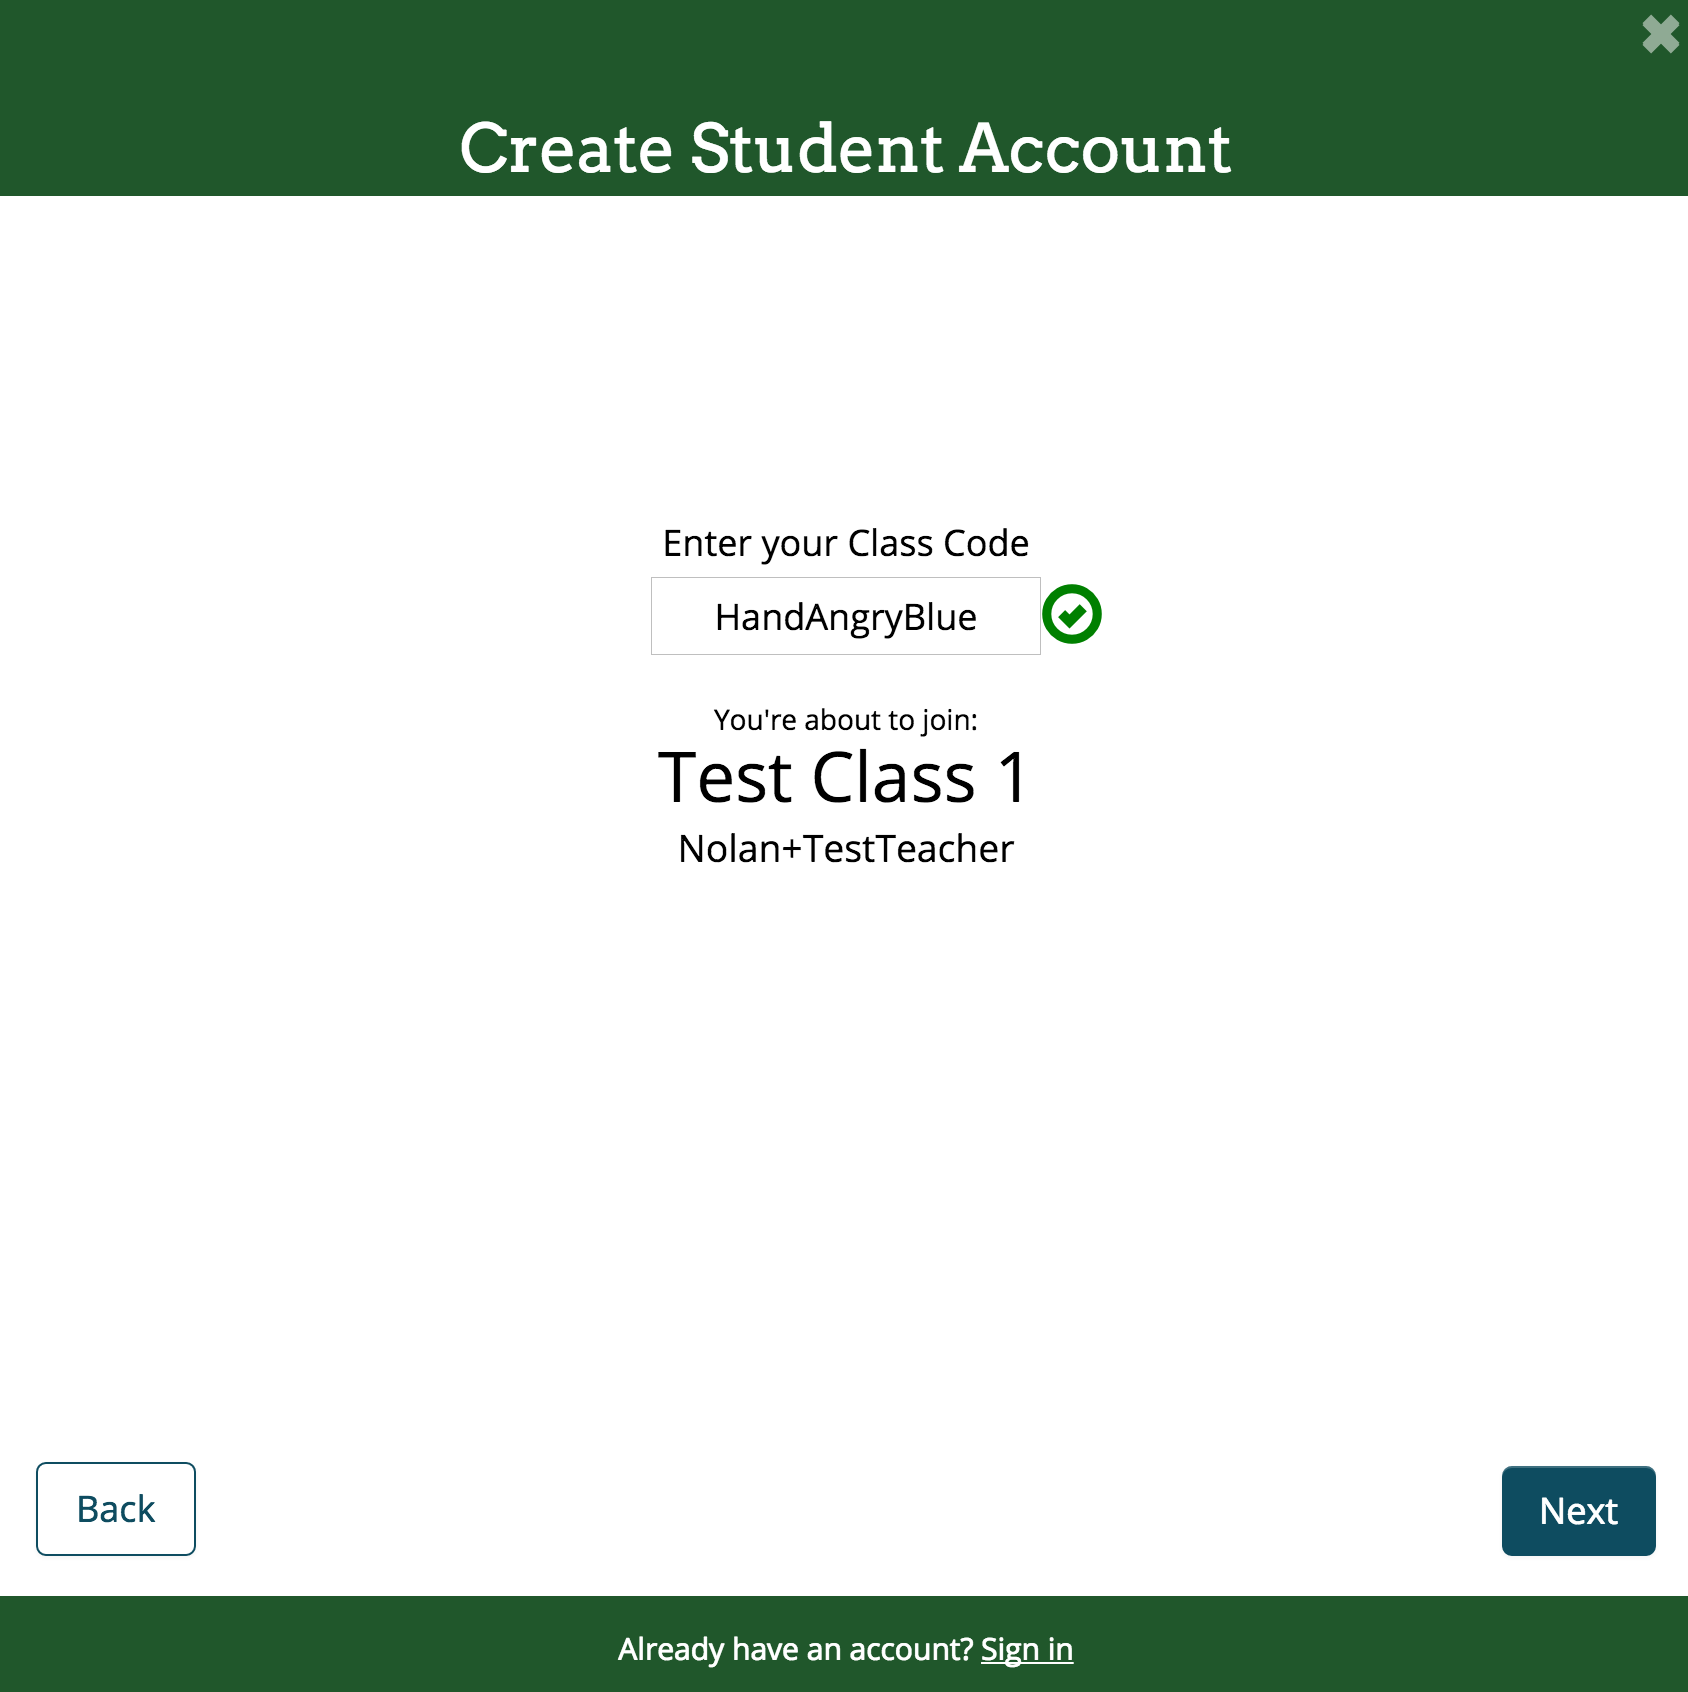 Create Student Account
Enter your Class Code
HandAngryBlue
You're about to join:
Test Class 1
Nolan+TestTeacher
Back
Next
Already have an account? Sign in